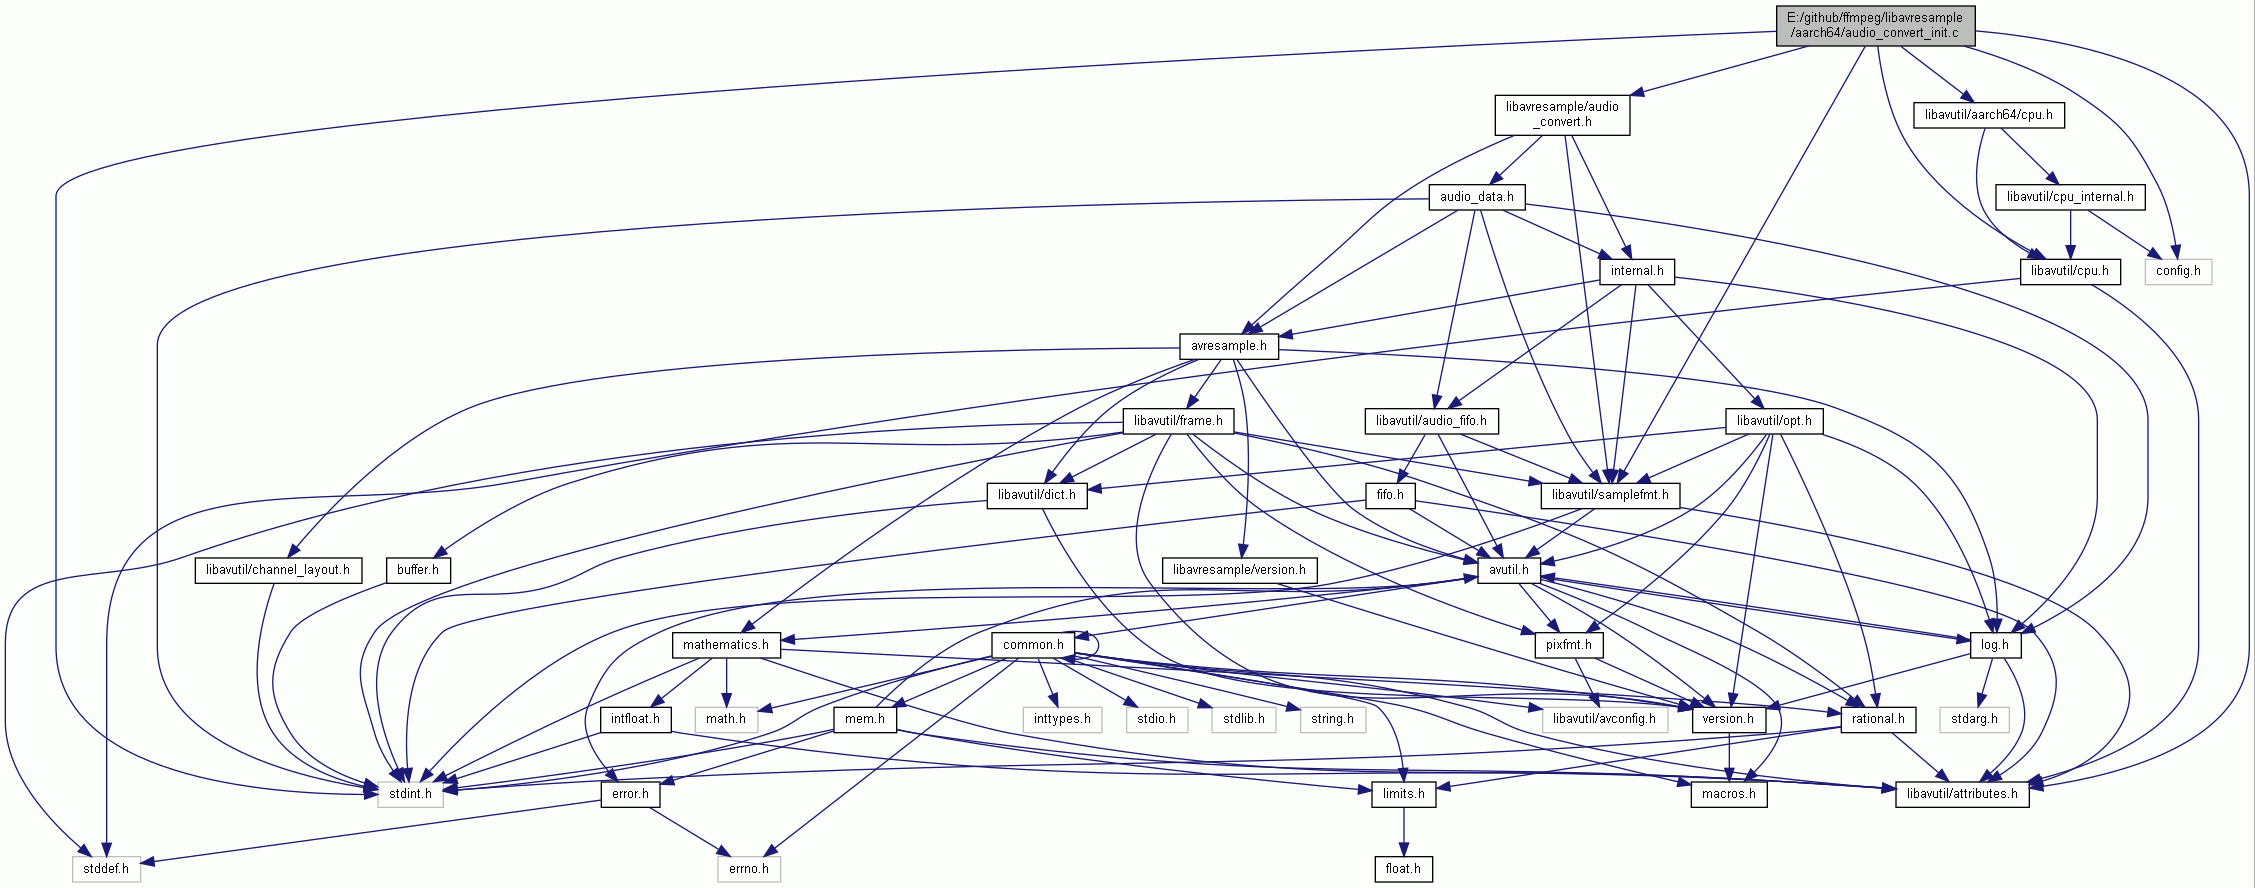 E:/github/ffmpeg/libavresample
/aarch64/audio_convert_init.c
libavresample/audio
_convert.h
libavutil/aarch64/cpu.h
audio_data.h
libavutil/cpu_internal.h
internal.h
libavutil/cpu.h
config.h
avresample.h
libavutil/frame.h
libavutil/audio_fifo.h
libavutil/opt.h
libavutil/dict.h
fifo.h
libavutil/samplefmt.h
libavutil/channel_layout.h
buffer.h
libavresample/version.h
avutil.h
mathematics.h
common.h
pixfmt.h
log.h
intfloat.h
math.h
mem.h
inttypes.h
stdio.h
stdlib.h
string.h
libavutil/avconfig.h
version.h
rational.h
stdarg.h
stdint.h
error.h
limits.h
macros.h
libavutil/attributes.h
stddef.h
errno.h
float.h